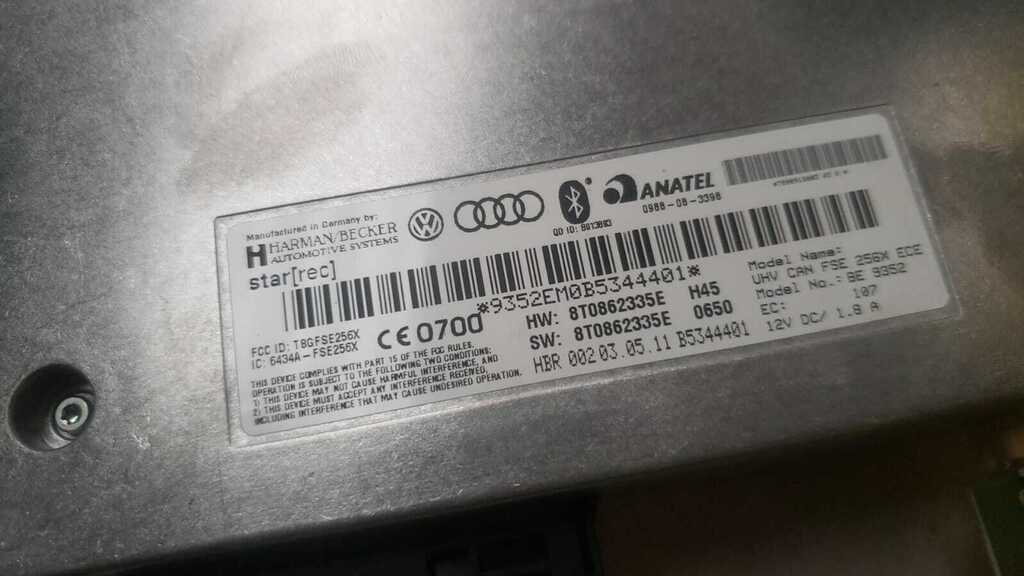 Manufactured in Germany by:
HARMAN/BECKER
AUTOMOTIVE SYSTEMS
star[rec]
QD ID: B013693
ANATEL
0988-08-3398
*9352EM0B5344401*
FCC ID: T8GFSE256X
IC: 6434A-FSE256X
CE0700
HW: 8T0862335E H45
SW: 8T0862335E 0650
HBR 002 03.05.11 B5344401
Model Name:
UHV CAN FSE 256X ECE
Model No.: BE 9352
EC: 107
12V DC/ 1.8 A
THIS DEVICE COMPLIES WITH PART 15 OF THE FCC RULES.
OPERATION IS SUBJECT TO THE FOLLOWING TWO CONDITIONS:
1) THIS DEVICE MAY NOT CAUSE HARMFUL INTERFERENCE, AND
2) THIS DEVICE MUST ACCEPT ANY INTERFERENCE RECEIVED,
INCLUDING INTERFERENCE THAT MAY CAUSE UNDESIRED OPERATION.